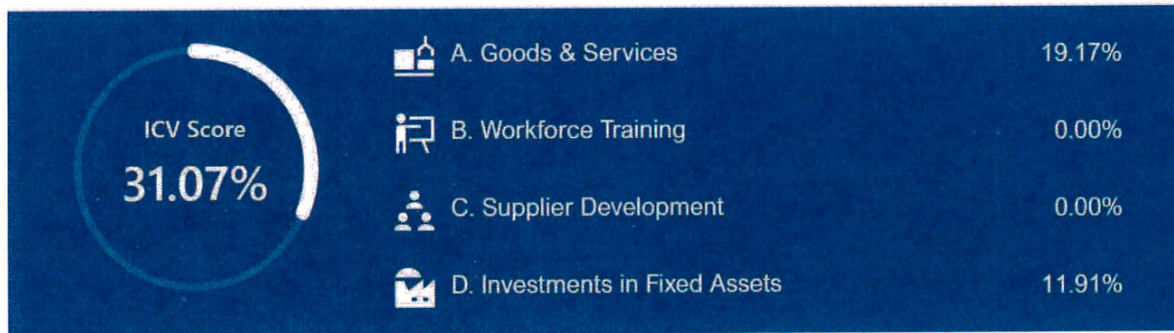 ICV Score
31.07%
A. Goods & Services 19.17%
B. Workforce Training 0.00%
C. Supplier Development 0.00%
D. Investments in Fixed Assets 11.91%